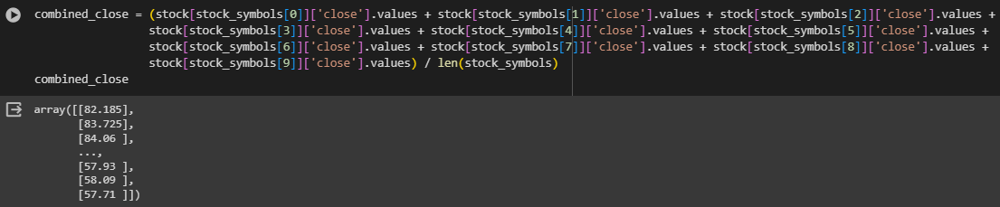 combined_close = (stock[stock_symbols[0]]['close'].values + stock[stock_symbols[1]]['close'].values + stock[stock_symbols[2]]['close'].values +
stock[stock_symbols[3]]['close'].values + stock[stock_symbols[4]]['close'].values + stock[stock_symbols[5]]['close'].values +
stock[stock_symbols[6]]['close'].values + stock[stock_symbols[7]]['close'].values + stock[stock_symbols[8]]['close'].values +
stock[stock_symbols[9]]['close'].values) / len(stock_symbols)
combined_close
array([[82.185],
[83.725],
[84.06 ],
...,
[57.93 ],
[58.09 ],
[57.71 ]])